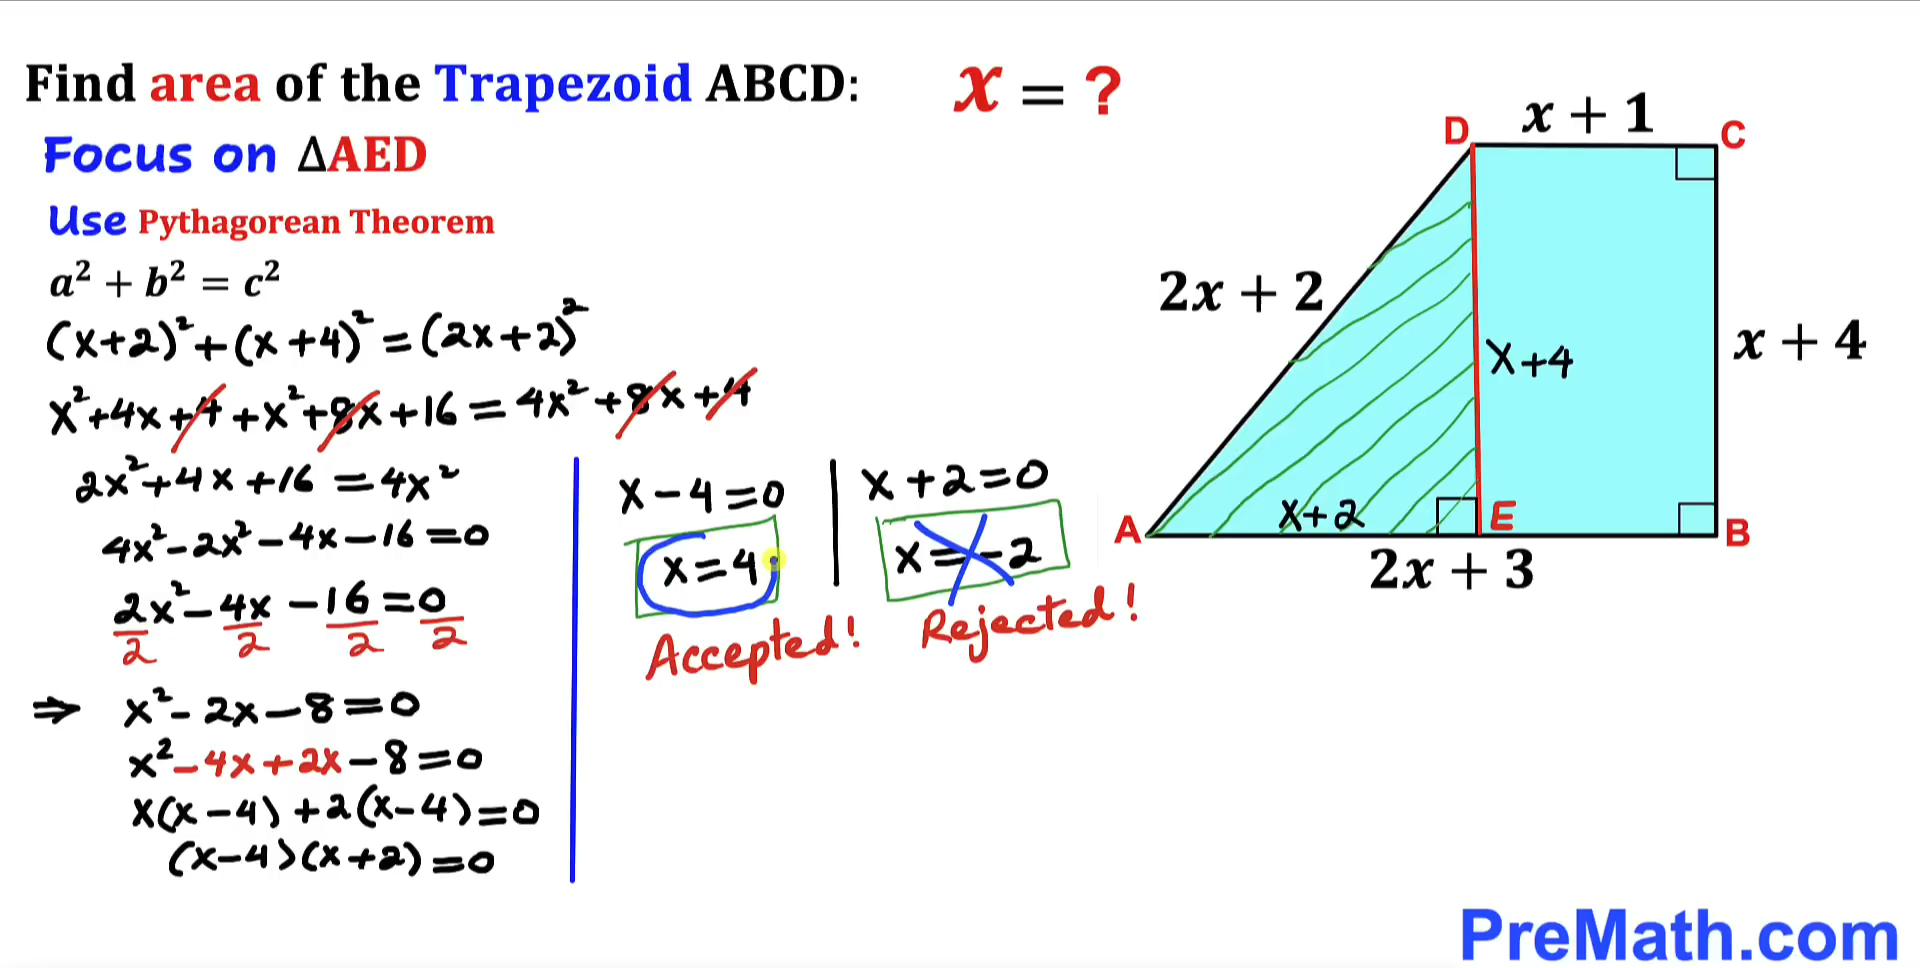 Find area of the Trapezoid ABCD:
x = ?
Focus on ΔAED
Use Pythagorean Theorem
a² + b² = c²
(x+2)²+(x+4)²=(2x+2)²
x²+4x+4+x²+8x+16=4x²+8x+4
2x²+4x+16=4x²
4x²-2x²-4x-16=0
2x²-4x-16=0
2 2 2 2
⇒ x²-2x-8=0
x²-4x+2x-8=0
x(x-4)+2(x-4)=0
(x-4)(x+2)=0
x-4=0
x=4
Accepted!
x+2=0
x=-2
Rejected!
D
x + 1
C
2x + 2
x+4
x + 4
A
x+2
E
B
2x + 3
PreMath.com